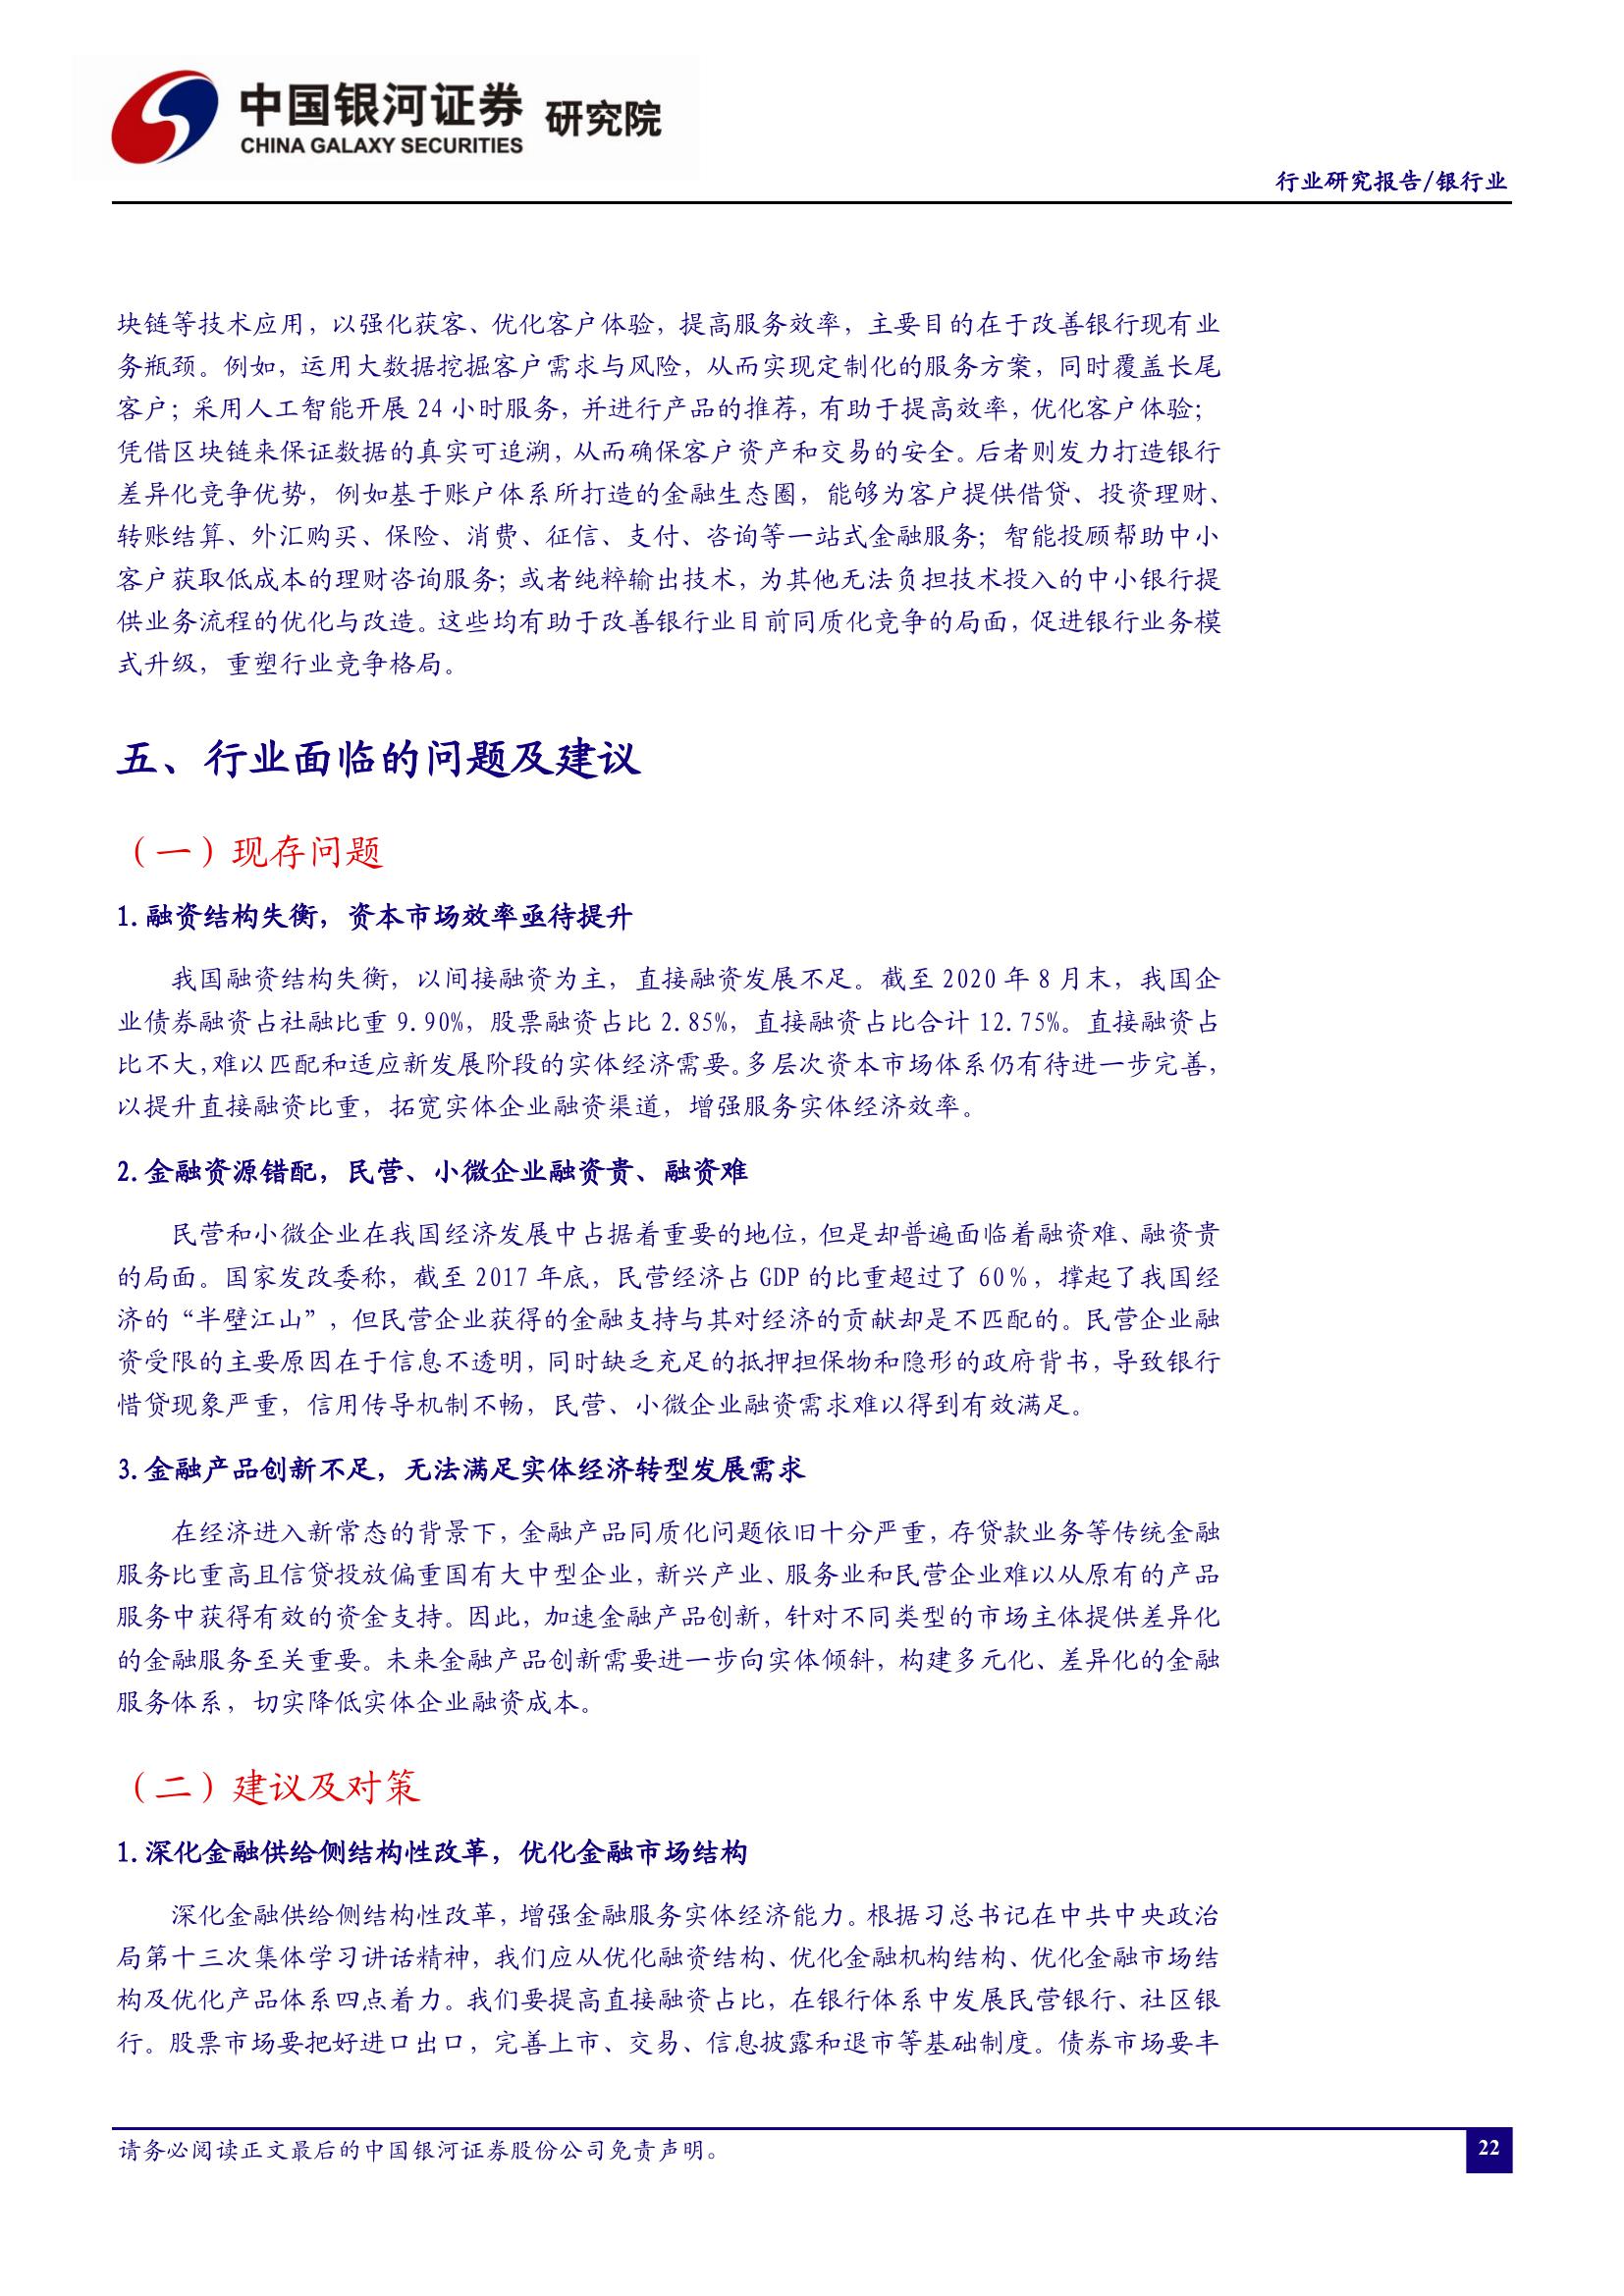 中国银河证券 研究院
CHINA GALAXY SECURITIES
行业研究报告/银行业
块链等技术应用，以强化获客、优化客户体验，提高服务效率，主要目的在于改善银行现有业
务瓶颈。例如，运用大数据挖掘客户需求与风险，从而实现定制化的服务方案，同时覆盖长尾
客户；采用人工智能开展 24 小时服务，并进行产品的推荐，有助于提高效率，优化客户体验；
凭借区块链来保证数据的真实可追溯，从而确保客户资产和交易的安全。后者则发力打造银行
差异化竞争优势，例如基于账户体系所打造的金融生态圈，能够为客户提供借贷、投资理财、
转账结算、外汇购买、保险、消费、征信、支付、咨询等一站式金融服务；智能投顾帮助中小
客户获取低成本的理财咨询服务；或者纯粹输出技术，为其他无法负担技术投入的中小银行提
供业务流程的优化与改造。这些均有助于改善银行业目前同质化竞争的局面，促进银行业务模
式升级，重塑行业竞争格局。
五、行业面临的问题及建议
（一）现存问题
1.融资结构失衡，资本市场效率亟待提升
我国融资结构失衡，以间接融资为主，直接融资发展不足。截至 2020 年 8 月末，我国企
业债券融资占社融比重 9.90%，股票融资占比 2.85%，直接融资占比合计 12.75%。直接融资占
比不大，难以匹配和适应新发展阶段的实体经济需要。多层次资本市场体系仍有待进一步完善，
以提升直接融资比重，拓宽实体企业融资渠道，增强服务实体经济效率。
2.金融资源错配，民营、小微企业融资贵、融资难
民营和小微企业在我国经济发展中占据着重要的地位，但是却普遍面临着融资难、融资贵
的局面。国家发改委称，截至 2017 年底，民营经济占 GDP 的比重超过了 60%，撑起了我国经
济的“半壁江山”，但民营企业获得的金融支持与其对经济的贡献却是不匹配的。民营企业融
资受限的主要原因在于信息不透明，同时缺乏充足的抵押担保物和隐形的政府背书，导致银行
惜贷现象严重，信用传导机制不畅，民营、小微企业融资需求难以得到有效满足。
3.金融产品创新不足，无法满足实体经济转型发展需求
在经济进入新常态的背景下，金融产品同质化问题依旧十分严重，存贷款业务等传统金融
服务比重高且信贷投放偏重国有大中型企业，新兴产业、服务业和民营企业难以从原有的产品
服务中获得有效的资金支持。因此，加速金融产品创新，针对不同类型的市场主体提供差异化
的金融服务至关重要。未来金融产品创新需要进一步向实体倾斜，构建多元化、差异化的金融
服务体系，切实降低实体企业融资成本。
（二）建议及对策
1.深化金融供给侧结构性改革，优化金融市场结构
深化金融供给侧结构性改革，增强金融服务实体经济能力。根据习总书记在中共中央政治
局第十三次集体学习讲话精神，我们应从优化融资结构、优化金融机构结构、优化金融市场结
构及优化产品体系四点着力。我们要提高直接融资占比，在银行体系中发展民营银行、社区银
行。股票市场要把好进口出口，完善上市、交易、信息披露和退市等基础制度。债券市场要丰
请务必阅读正文最后的中国银河证券股份公司免责声明。
22